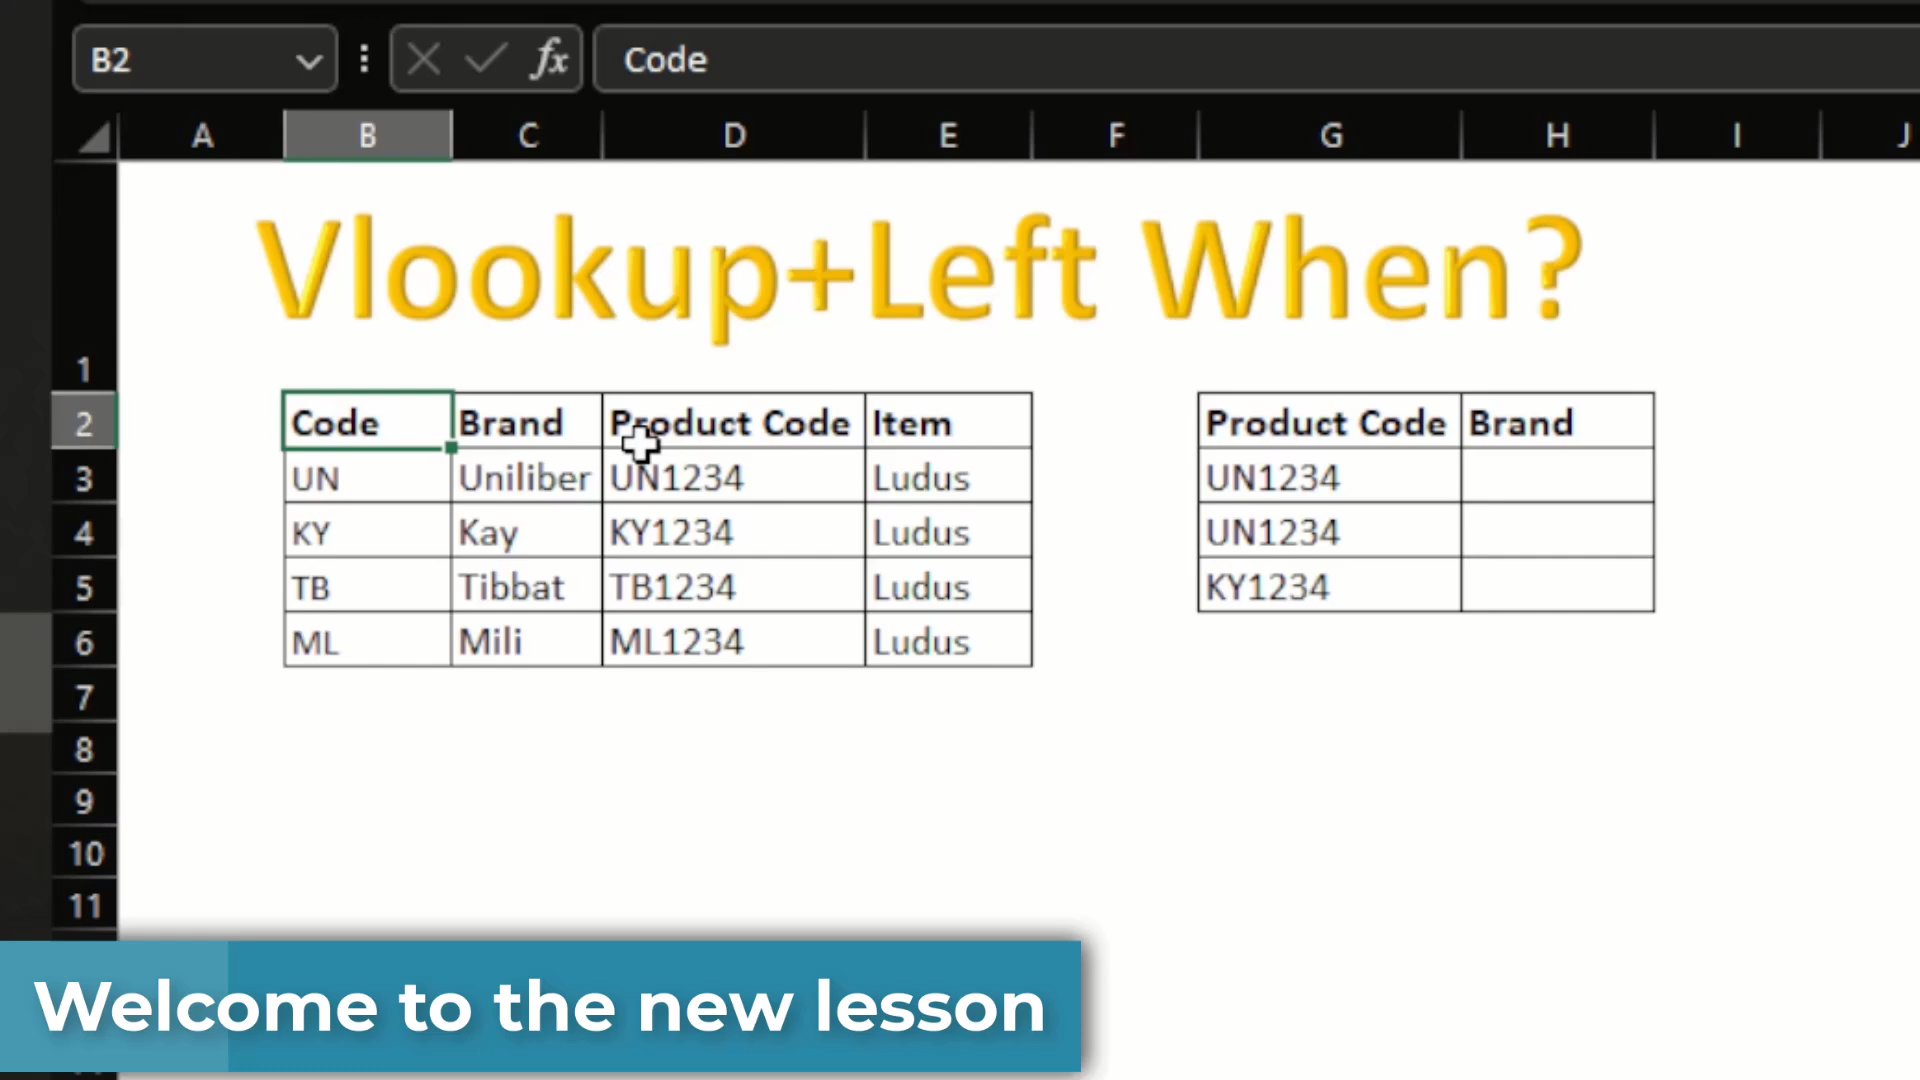 B2 fx Code
A B C D E F G H I J
Vlookup+Left When?
1
2 Code Brand Product Code Item Product Code Brand
3 UN Uniliber UN1234 Ludus UN1234
4 KY Kay KY1234 Ludus UN1234
5 TB Tibbat TB1234 Ludus KY1234
6 ML Mili ML1234 Ludus
7
8
9
10
11
Welcome to the new lesson